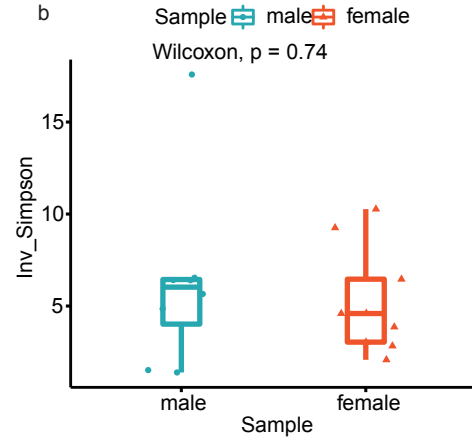 b
Sample male female
Wilcoxon, p = 0.74
Inv_Simpson
15
10
5
male female
Sample